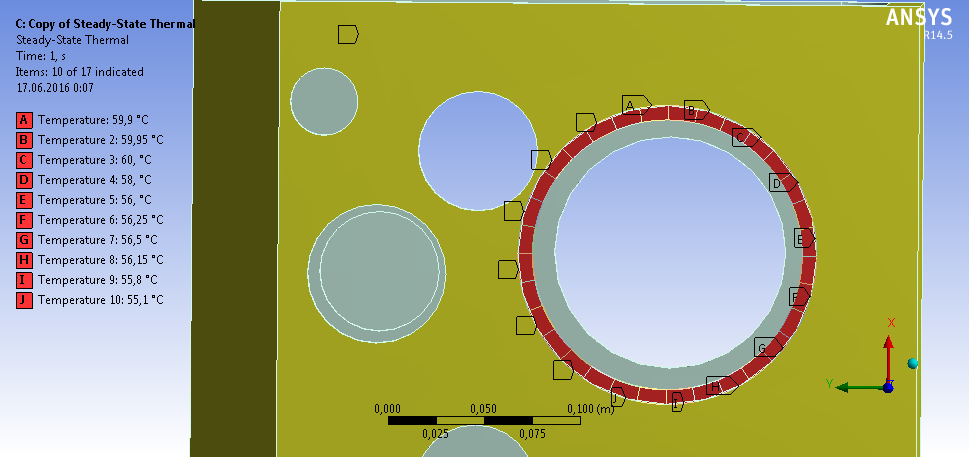 C: Copy of Steady-State Thermal
Steady-State Thermal
Time: 1, s
Items: 10 of 17 indicated
17.06.2016 0:07
A Temperature: 59,9 °C
B Temperature 2: 59,95 °C
C Temperature 3: 60, °C
D Temperature 4: 58, °C
E Temperature 5: 56, °C
F Temperature 6: 56,25 °C
G Temperature 7: 56,5 °C
H Temperature 8: 56,15 °C
I Temperature 9: 55,8 °C
J Temperature 10: 55,1 °C
ANSYS
R14.5
A
B
C
D
E
F
G
H
I
J
0,000 0,050 0,100 (m)
0,025 0,075
X
Y
Z